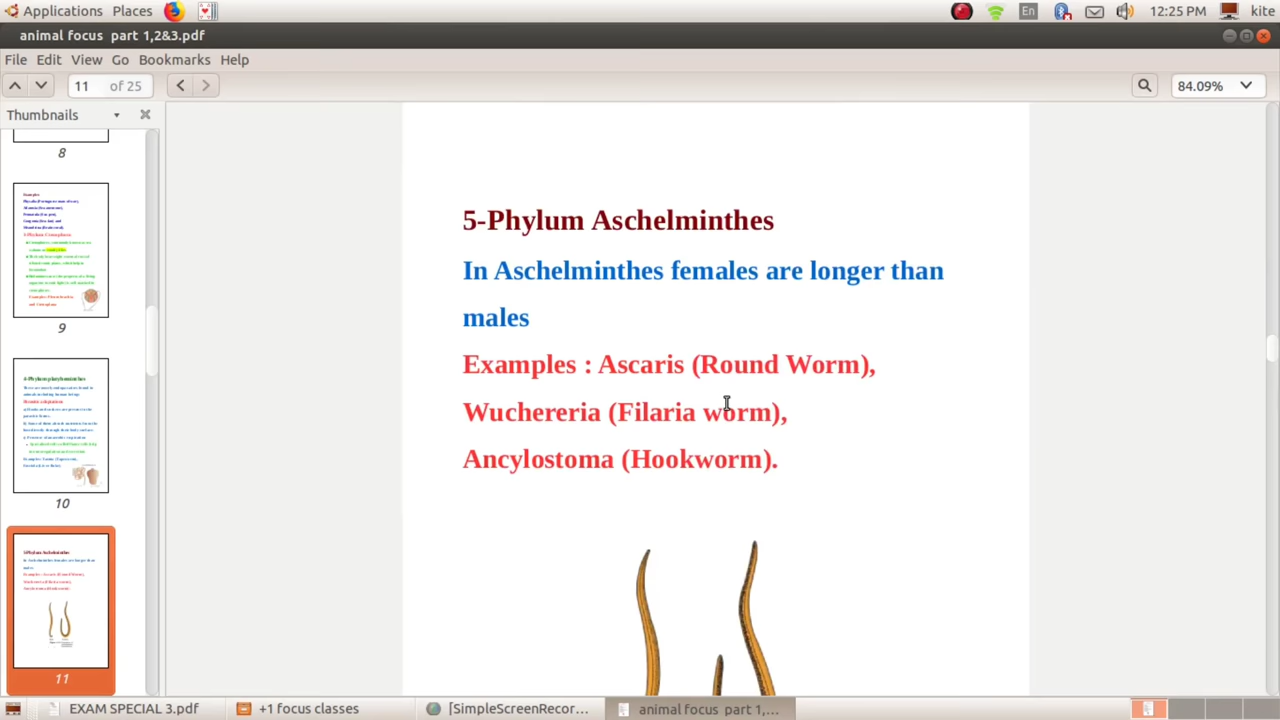 Applications Places En 12:25 PM kite
animal focus part 1,2&3.pdf
File Edit View Go Bookmarks Help
11 of 25 84.09%
Thumbnails
8
9
10
11
5-Phylum Aschelminthes
In Aschelminthes females are longer than
males
Examples : Ascaris (Round Worm),
Wuchereria (Filaria worm),
Ancylostoma (Hookworm).
EXAM SPECIAL 3.pdf +1 focus classes [SimpleScreenRecor... animal focus part 1,...